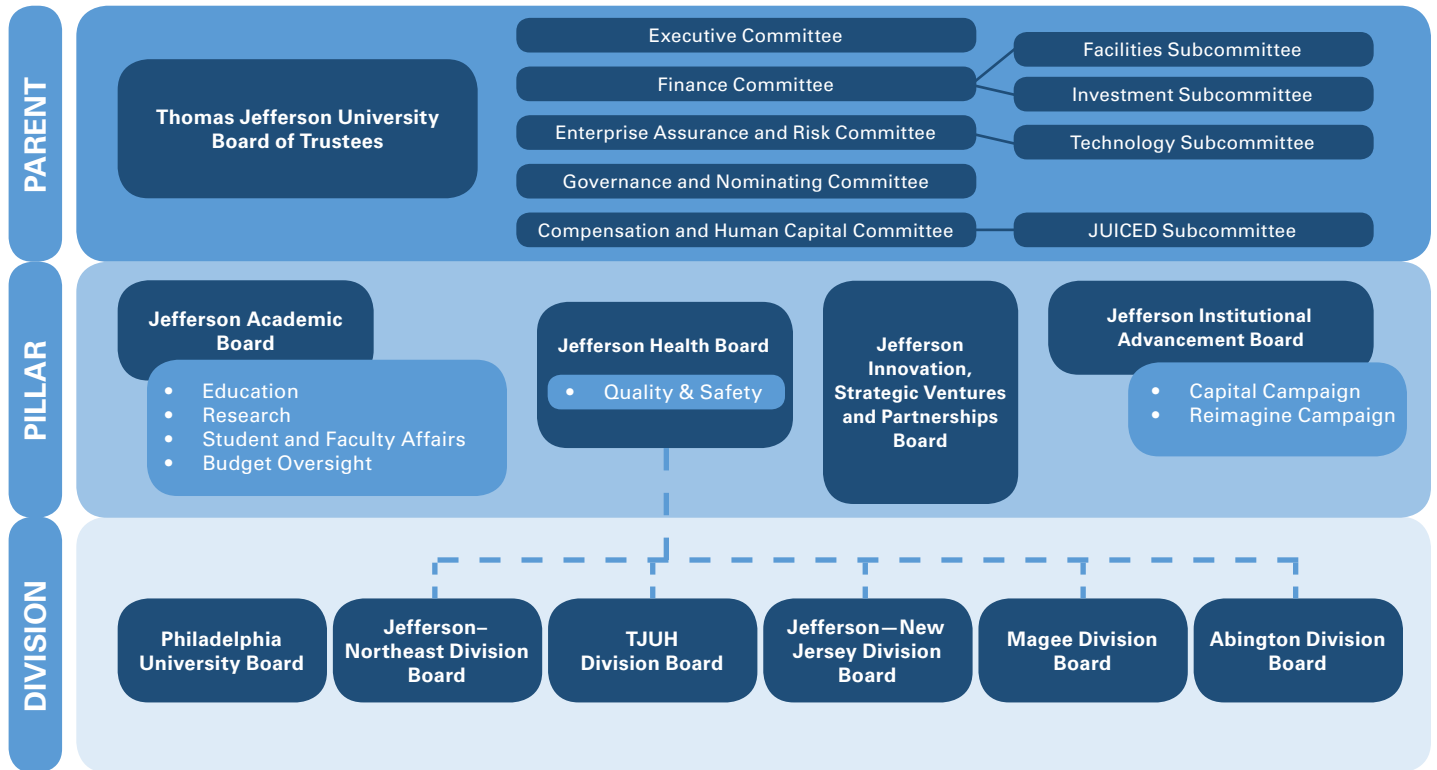 PARENT
Thomas Jefferson University
Board of Trustees
Executive Committee
Finance Committee
Enterprise Assurance and Risk Committee
Governance and Nominating Committee
Compensation and Human Capital Committee
Facilities Subcommittee
Investment Subcommittee
Technology Subcommittee
JUICED Subcommittee
PILLAR
Jefferson Academic
Board
• Education
• Research
• Student and Faculty Affairs
• Budget Oversight
Jefferson Health Board
• Quality & Safety
Jefferson
Innovation,
Strategic Ventures
and Partnerships
Board
Jefferson Institutional
Advancement Board
• Capital Campaign
• Reimagine Campaign
DIVISION
Philadelphia
University Board
Jefferson–
Northeast Division
Board
TJUH
Division Board
Jefferson—New
Jersey Division
Board
Magee Division
Board
Abington Division
Board